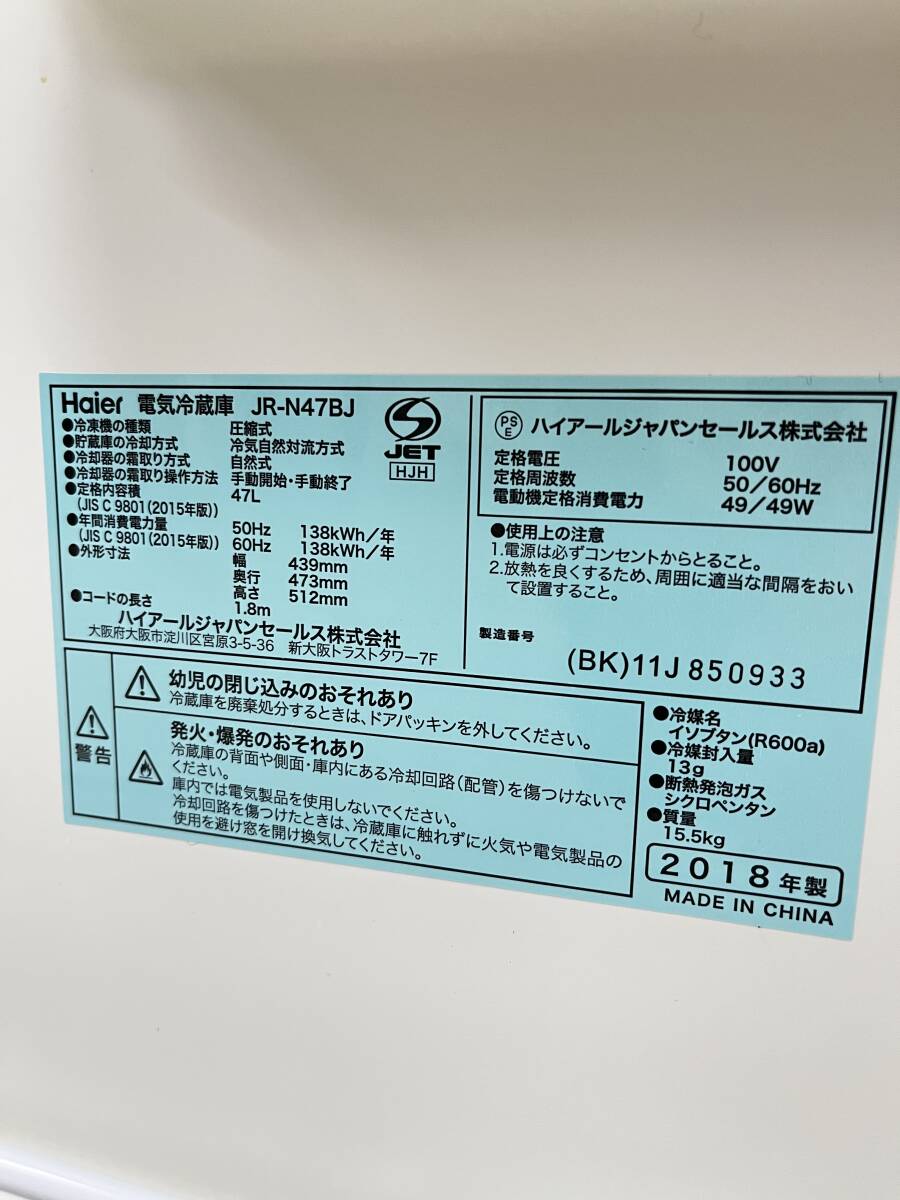 Haier 電気冷蔵庫 JR-N47BJ
●冷凍機の種類 圧縮式
●貯蔵庫の冷却方式 冷気自然対流方式
●冷却器の霜取り方式 自然式
●冷却器の霜取り操作方法 手動開始・手動終了
●定格内容積 47L
(JIS C 9801(2015年版))
●年間消費電力量 50Hz 138kWh/年
(JIS C 9801(2015年版)) 60Hz 138kWh/年
●外形寸法 幅 439mm
奥行 473mm
高さ 512mm
●コードの長さ 1.8m
ハイアールジャパンセールス株式会社
大阪府大阪市淀川区宮原3-5-36 新大阪トラストタワー7F
S
JET
HJH
PS
E
ハイアールジャパンセールス株式会社
定格電圧 100V
定格周波数 50/60Hz
電動機定格消費電力 49/49W
●使用上の注意
1.電源は必ずコンセントからとること。
2.放熱を良くするため、周囲に適当な間隔をおい
て設置すること。
製造番号
(BK)11J850933
警告
幼児の閉じ込めのおそれあり
冷蔵庫を廃棄処分するときは、ドアパッキンを外してください。
発火・爆発のおそれあり
冷蔵庫の背面や側面・庫内にある冷却回路(配管)を傷つけないで
ください。
庫内では電気製品を使用しないでください。
冷却回路を傷つけたときは、冷蔵庫に触れずに火気や電気製品の
使用を避け窓を開け換気してください。
●冷媒名
イソブタン(R600a)
●冷媒封入量
13g
●断熱発泡ガス
シクロペンタン
●質量
15.5kg
2018年製
MADE IN CHINA